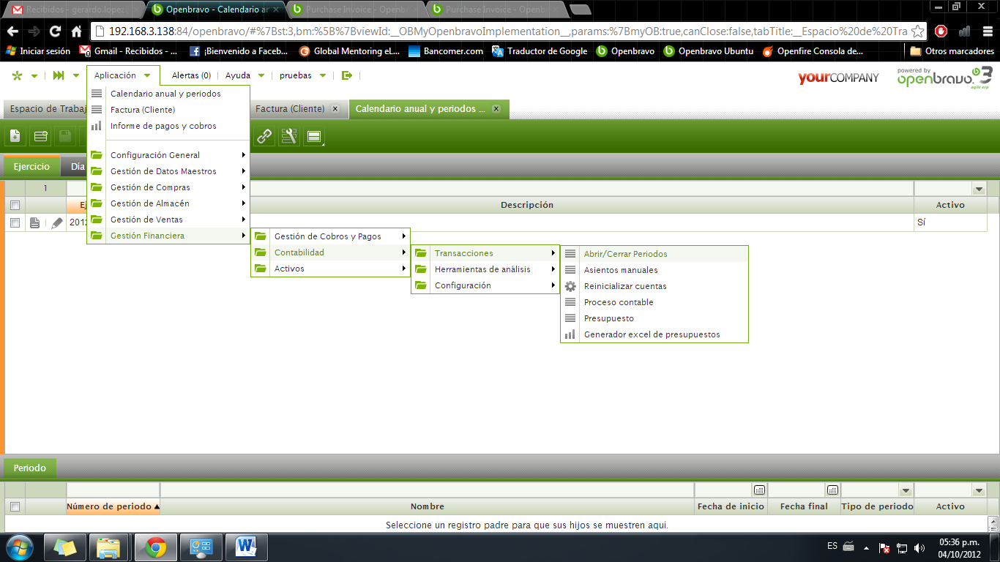 Recibidos - gerardo.lopez
Openbravo - Calendario an
Purchase Invoice - Openb
Purchase Invoice - Openb
192.168.3.138:84/openbravo/#%7Bst:3,bm:%5B%7BviewId:__OBMyOpenbravoImplementation__,params:%7BmyOB:true,canClose:false,tabTitle:__Espacio%20de%20Tra
Iniciar sesión
Gmail - Recibidos - ...
¡Bienvenido a Faceb...
Global Mentoring eL...
Bancomer.com
Traductor de Google
Openbravo
Openbravo Ubuntu
Openfire Consola de...
Otros marcadores
Aplicación
Alertas (0)
Ayuda
pruebas
yourCOMPANY
powered by
openbravo 3
agile erp
Espacio de Trabaj
Factura (Cliente)
Calendario anual y periodos ...
Calendario anual y periodos
Factura (Cliente)
Informe de pagos y cobros
Configuración General
Gestión de Datos Maestros
Gestión de Compras
Gestión de Almacén
Gestión de Ventas
Gestión Financiera
Gestión de Cobros y Pagos
Contabilidad
Activos
Transacciones
Herramientas de análisis
Configuración
Abrir/Cerrar Periodos
Asientos manuales
Reinicializar cuentas
Proceso contable
Presupuesto
Generador excel de presupuestos
Ejercicio
Día
1
Ej
Descripción
Activo
2012
Sí
Periodo
Número de periodo
Nombre
Fecha de inicio
Fecha final
Tipo de periodo
Activo
Seleccione un registro padre para que sus hijos se muestren aqui.
ES
05:36 p.m.
04/10/2012